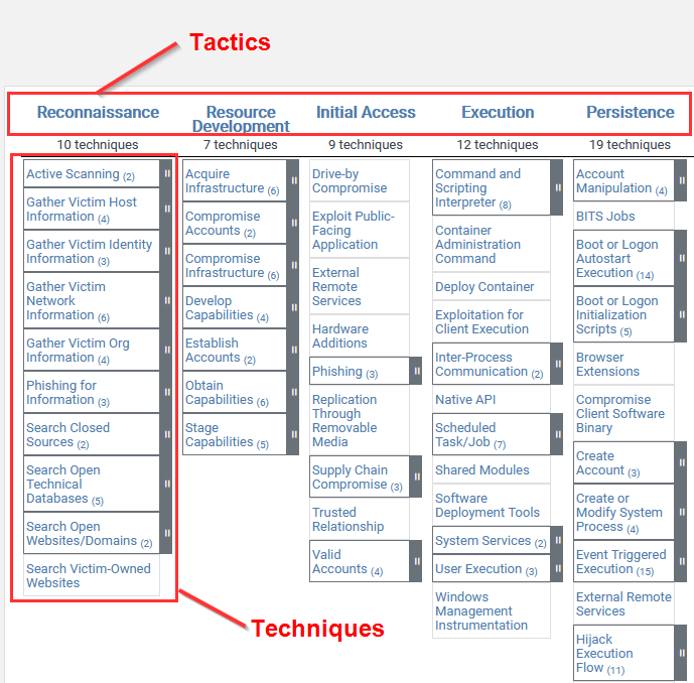 Tactics
Reconnaissance
10 techniques
Active Scanning (2)
Gather Victim Host
Information (4)
Gather Victim Identity
Information (3)
Gather Victim
Network
Information (6)
Gather Victim Org
Information (4)
Phishing for
Information (3)
Search Closed
Sources (2)
Search Open
Technical
Databases (5)
Search Open
Websites/Domains (2)
Search Victim-Owned
Websites
Resource
Development
7 techniques
Acquire
Infrastructure (6)
Compromise
Accounts (2)
Compromise
Infrastructure (6)
Develop
Capabilities (4)
Establish
Accounts (2)
Obtain
Capabilities (6)
Stage
Capabilities (5)
Initial Access
9 techniques
Drive-by
Compromise
Exploit Public-
Facing
Application
External
Remote
Services
Hardware
Additions
Phishing (3)
Replication
Through
Removable
Media
Supply Chain
Compromise (3)
Trusted
Relationship
Valid
Accounts (4)
Execution
12 techniques
Command and
Scripting
Interpreter (8)
Container
Administration
Command
Deploy Container
Exploitation for
Client Execution
Inter-Process
Communication (2)
Native API
Scheduled
Task/Job (7)
Shared Modules
Software
Deployment Tools
System Services (2)
User Execution (3)
Windows
Management
Instrumentation
Persistence
19 techniques
Account
Manipulation (4)
BITS Jobs
Boot or Logon
Autostart
Execution (14)
Boot or Logon
Initialization
Scripts (5)
Browser
Extensions
Compromise
Client Software
Binary
Create
Account (3)
Create or
Modify System
Process (4)
Event Triggered
Execution (15)
External Remote
Services
Hijack
Execution
Flow (11)
Techniques